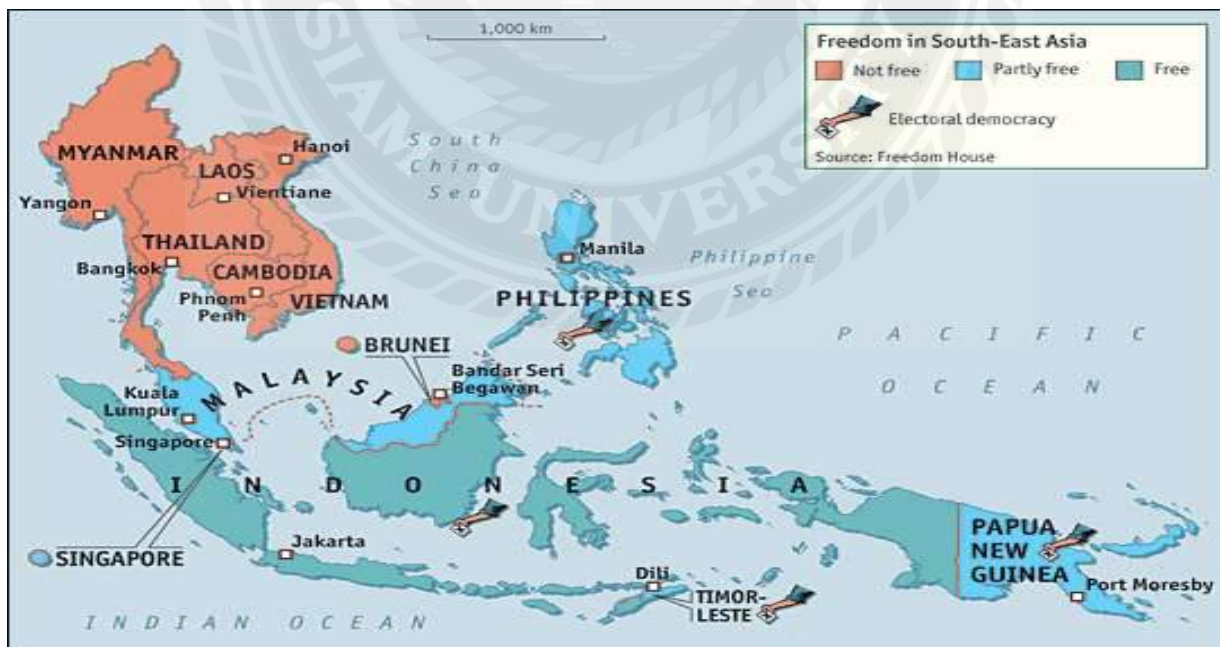 1,000 km
Freedom in South-East Asia
Not free
Partly free
Free
Electoral democracy
Source: Freedom House
SIAM UNIVERSITY
MYANMAR
LAOS
Hanoi
Vientiane
Yangon
THAILAND
Bangkok
CAMBODIA
Phnom
Penh
VIETNAM
South
China
Sea
Manila
Philippine
Sea
PHILIPPINES
BRUNEI
Bandar Seri
Begawan
PACIFIC
OCEAN
MALAYSIA
Kuala
Lumpur
Singapore
INDONESIA
SINGAPORE
Jakarta
Dili
TIMOR-
LESTE
PAPUA
NEW
GUINEA
Port Moresby
INDIAN OCEAN